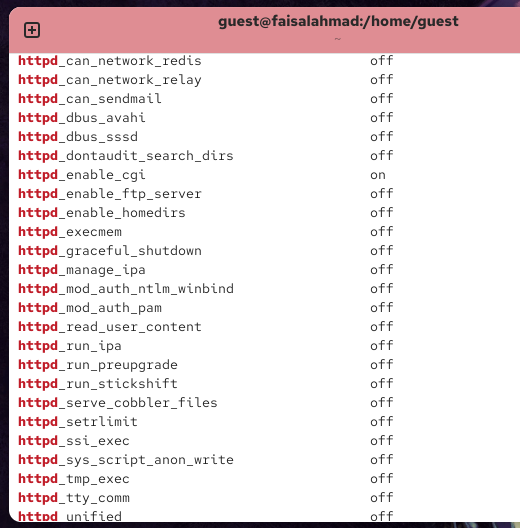 guest@faisalahmad:/home/guest
~
httpd_can_network_redis off
httpd_can_network_relay off
httpd_can_sendmail off
httpd_dbus_avahi off
httpd_dbus_sssd off
httpd_dontaudit_search_dirs off
httpd_enable_cgi on
httpd_enable_ftp_server off
httpd_enable_homedirs off
httpd_execmem off
httpd_graceful_shutdown off
httpd_manage_ipa off
httpd_mod_auth_ntlm_winbind off
httpd_mod_auth_pam off
httpd_read_user_content off
httpd_run_ipa off
httpd_run_preupgrade off
httpd_run_stickshift off
httpd_serve_cobbler_files off
httpd_setrlimit off
httpd_ssi_exec off
httpd_sys_script_anon_write off
httpd_tmp_exec off
httpd_tty_comm off
httpd_unified off